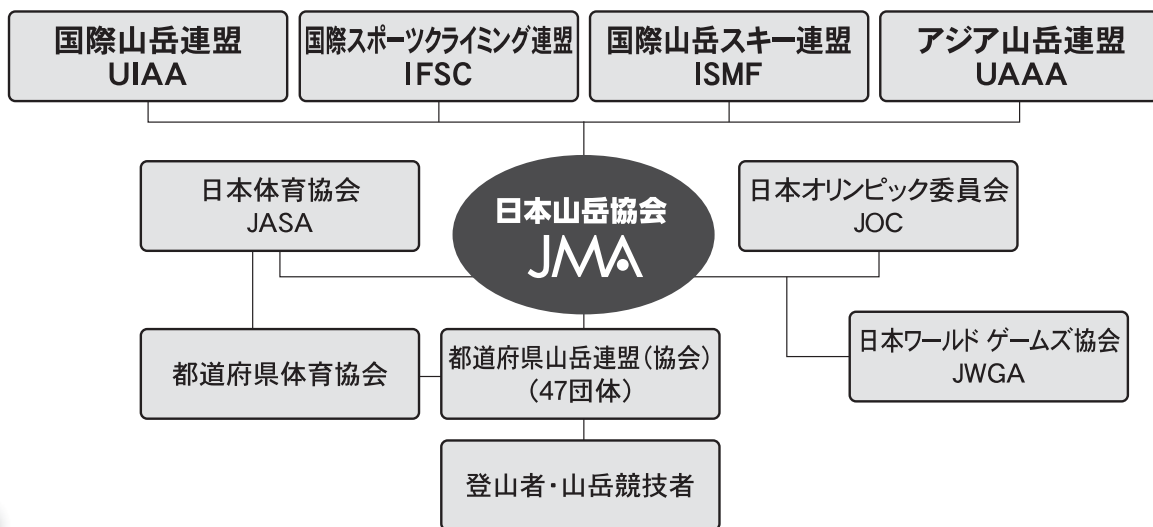 国際山岳連盟
UIAA
国際スポーツクライミング連盟
IFSC
国際山岳スキー連盟
ISMF
アジア山岳連盟
UAAA
日本体育協会
JASA
日本山岳協会
JMA
日本オリンピック委員会
JOC
都道府県体育協会
都道府県山岳連盟(協会)
(47団体)
日本ワールド ゲームズ協会
JWGA
登山者・山岳競技者